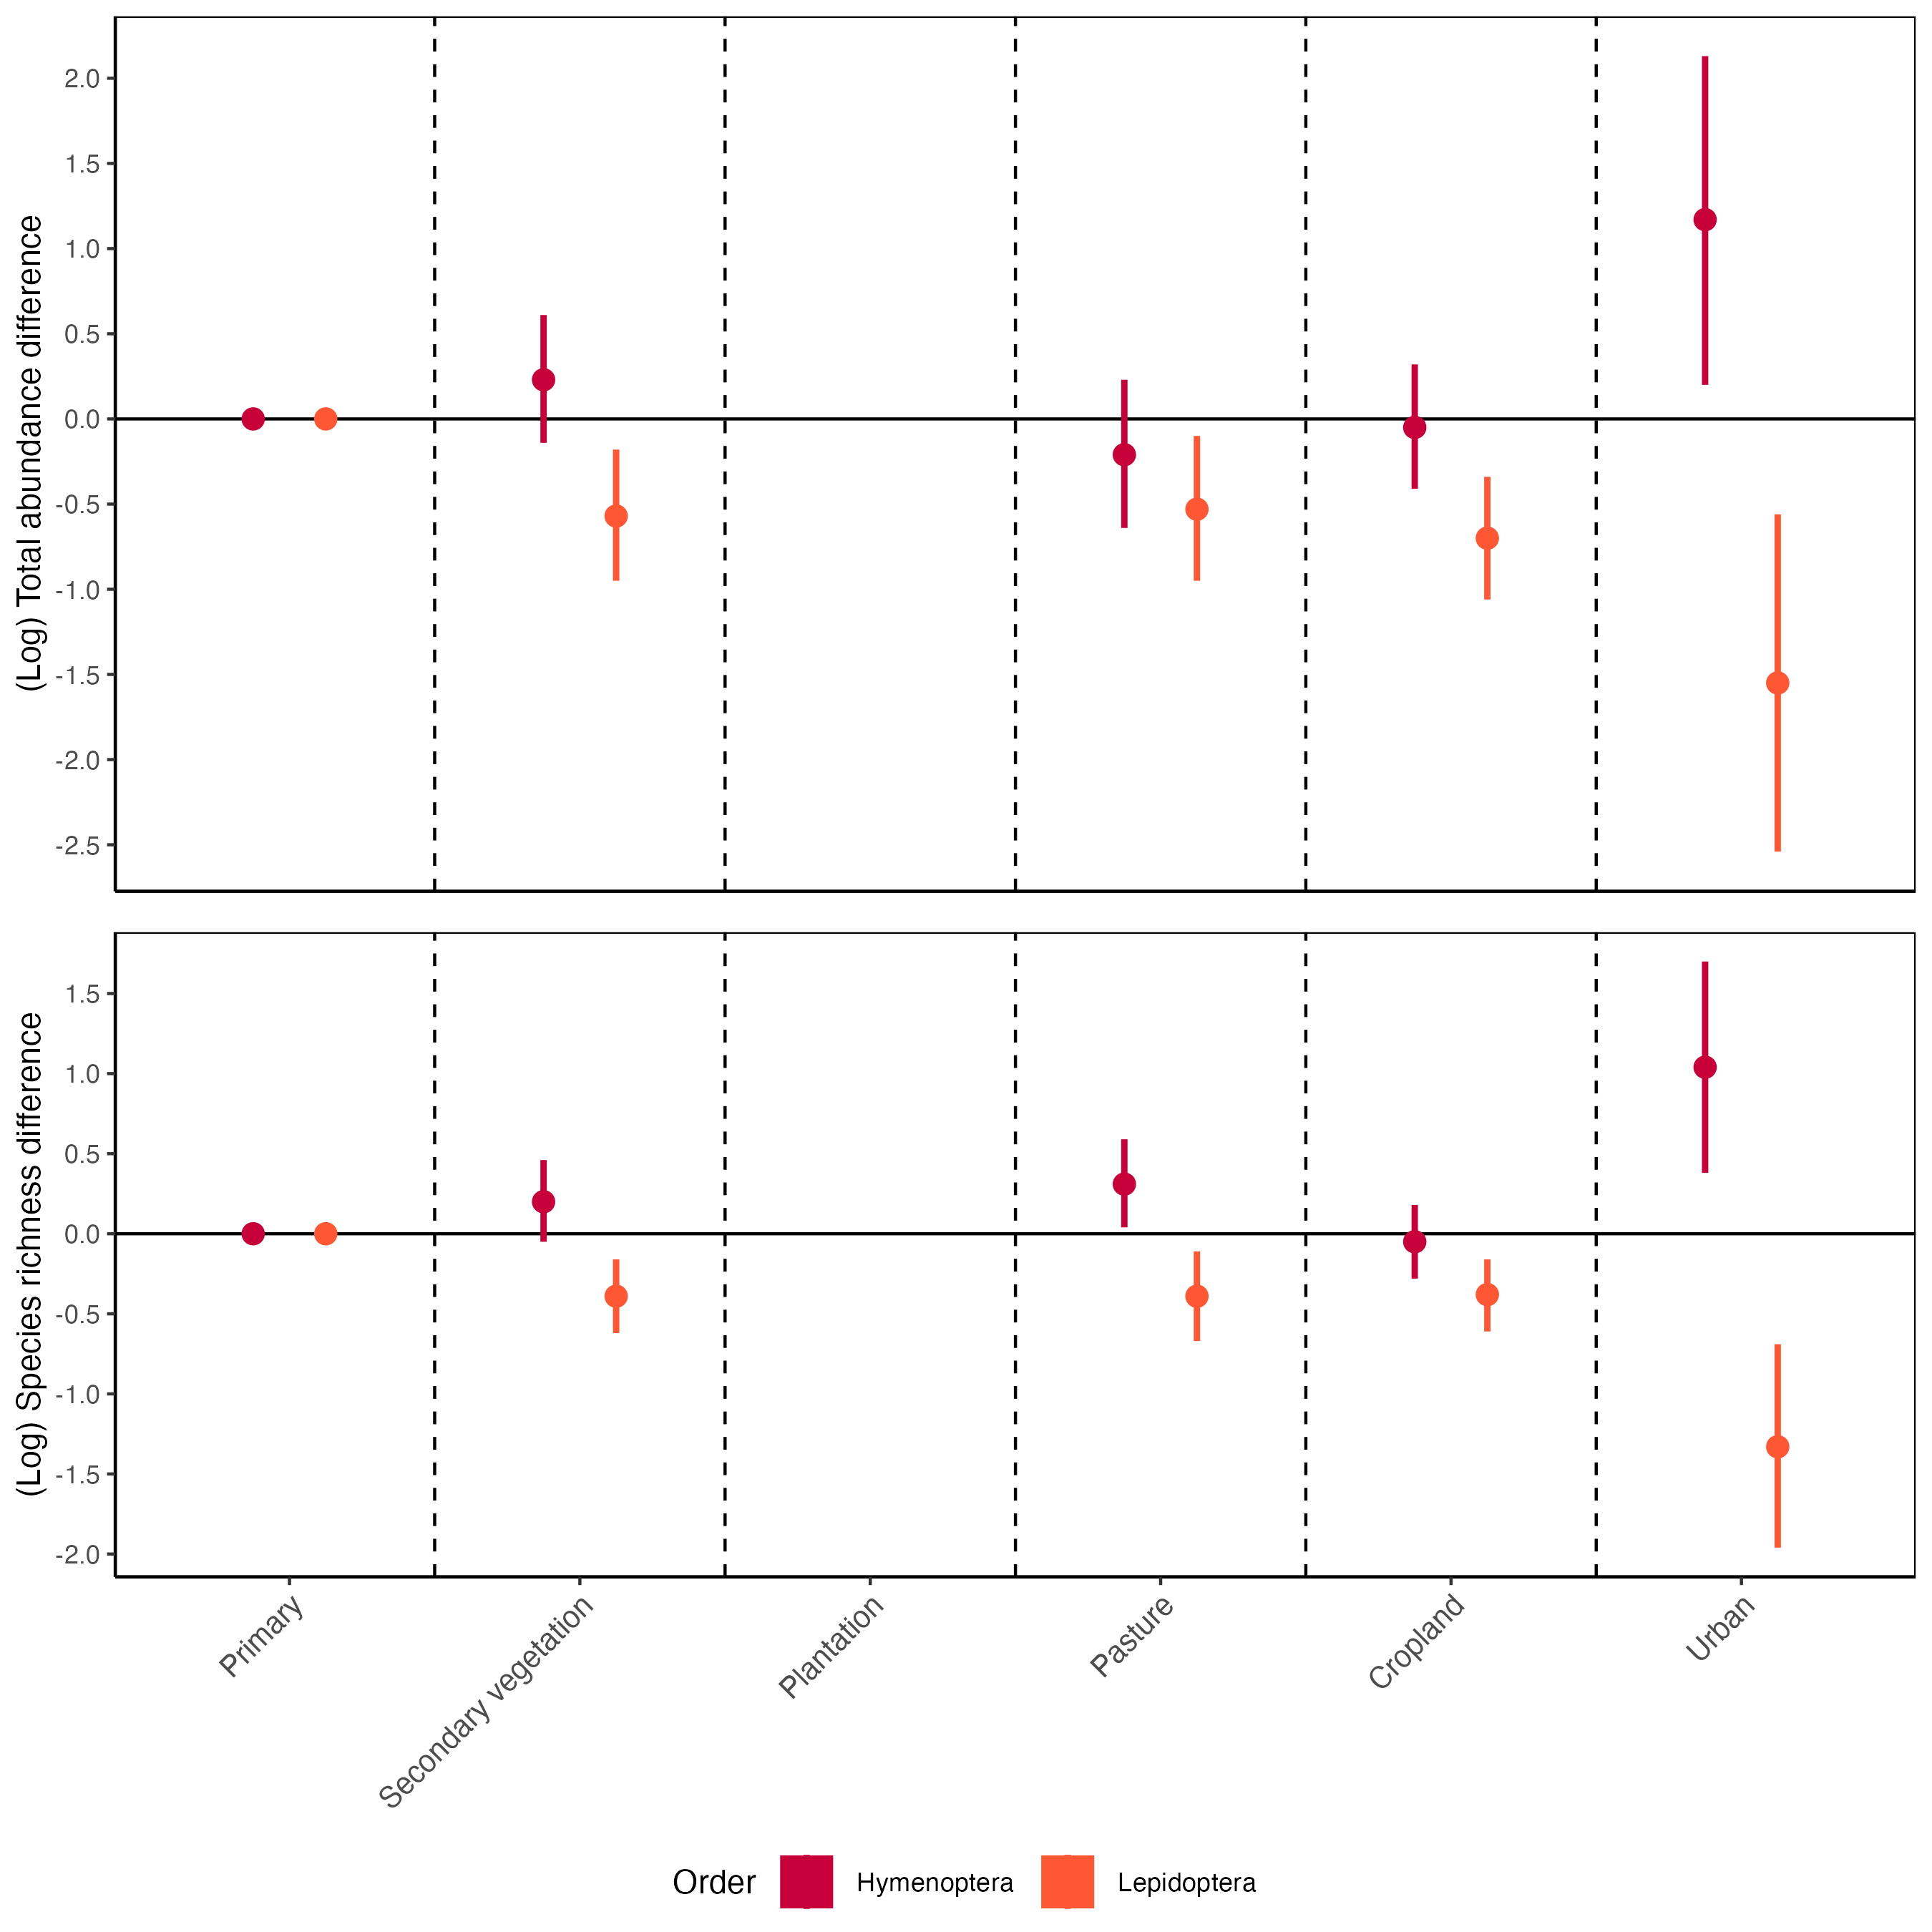 (Log) Total abundance difference
2.0
1.5
1.0
0.5
0.0
-0.5
-1.0
-1.5
-2.0
-2.5
(Log) Species richness difference
1.5
1.0
0.5
0.0
-0.5
-1.0
-1.5
-2.0
Primary
Secondary vegetation
Plantation
Pasture
Cropland
Urban
Order Hymenoptera Lepidoptera